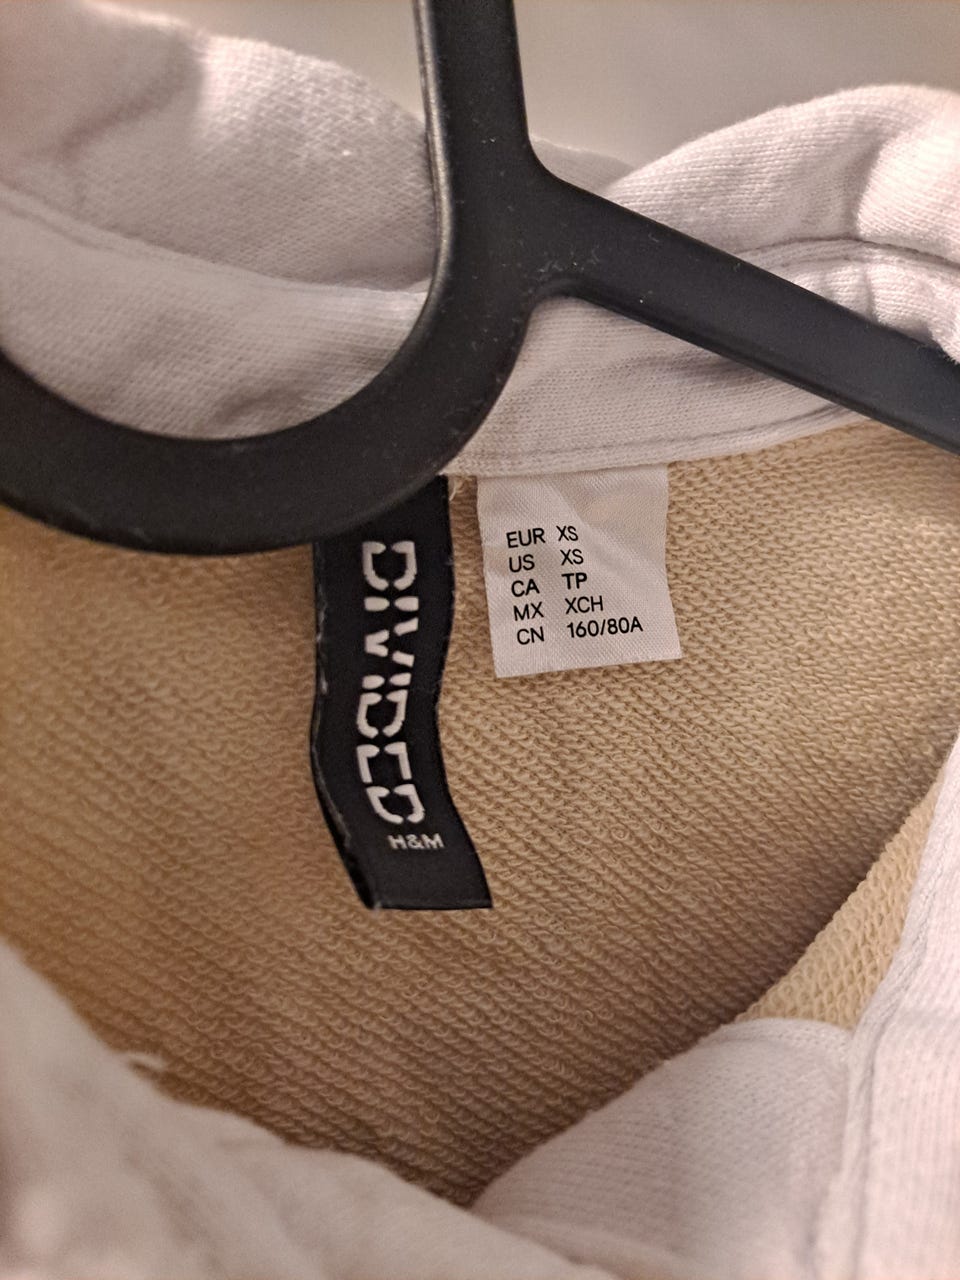 DIVIDED
H&M
EUR XS
US XS
CA TP
MX XCH
CN 160/80A